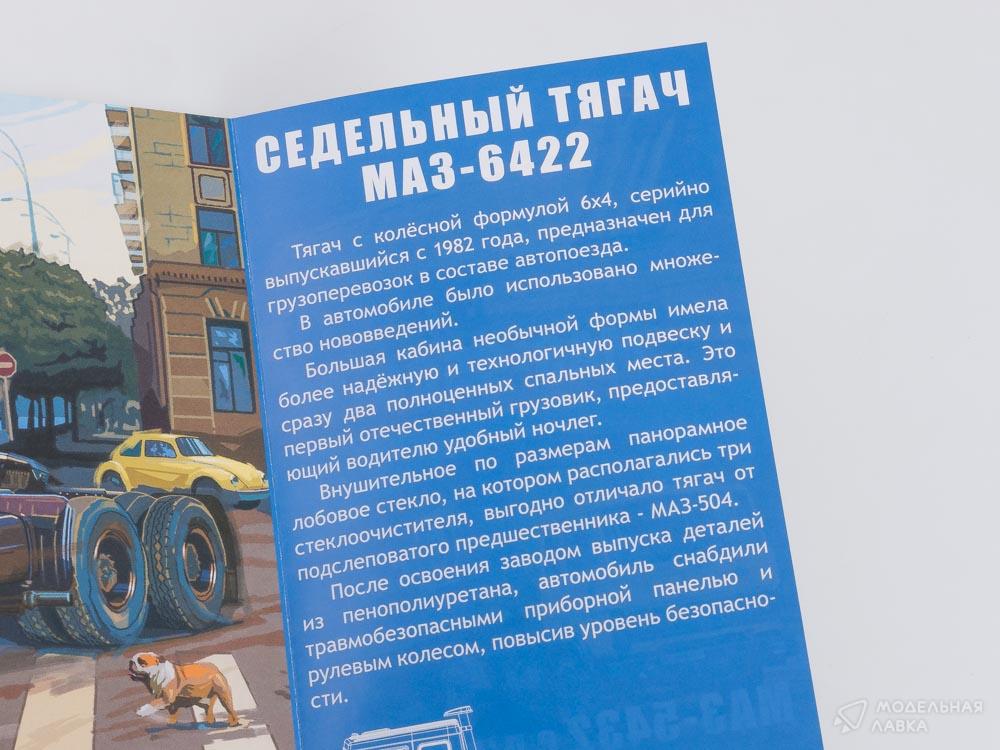 СЕДЕЛЬНЫЙ ТЯГАЧ
МАЗ-6422
Тягач с колёсной формулой 6х4, серийно
выпускавшийся с 1982 года, предназначен для
грузоперевозок в составе автопоезда.
В автомобиле было использовано множе-
ство нововведений.
Большая кабина необычной формы имела
более надёжную и технологичную подвеску и
сразу два полноценных спальных места. Это
первый отечественный грузовик, предоставля-
ющий водителю удобный ночлег.
Внушительное по размерам панорамное
лобовое стекло, на котором располагались три
стеклоочистителя, выгодно отличало тягач от
подслеповатого предшественника - МАЗ-504.
После освоения заводом выпуска деталей
из пенополиуретана, автомобиль снабдили
травмобезопасными приборной панелью и
рулевым колесом, повысив уровень безопасно-
сти.
МОДЕЛЬНАЯ
ЛАВКА